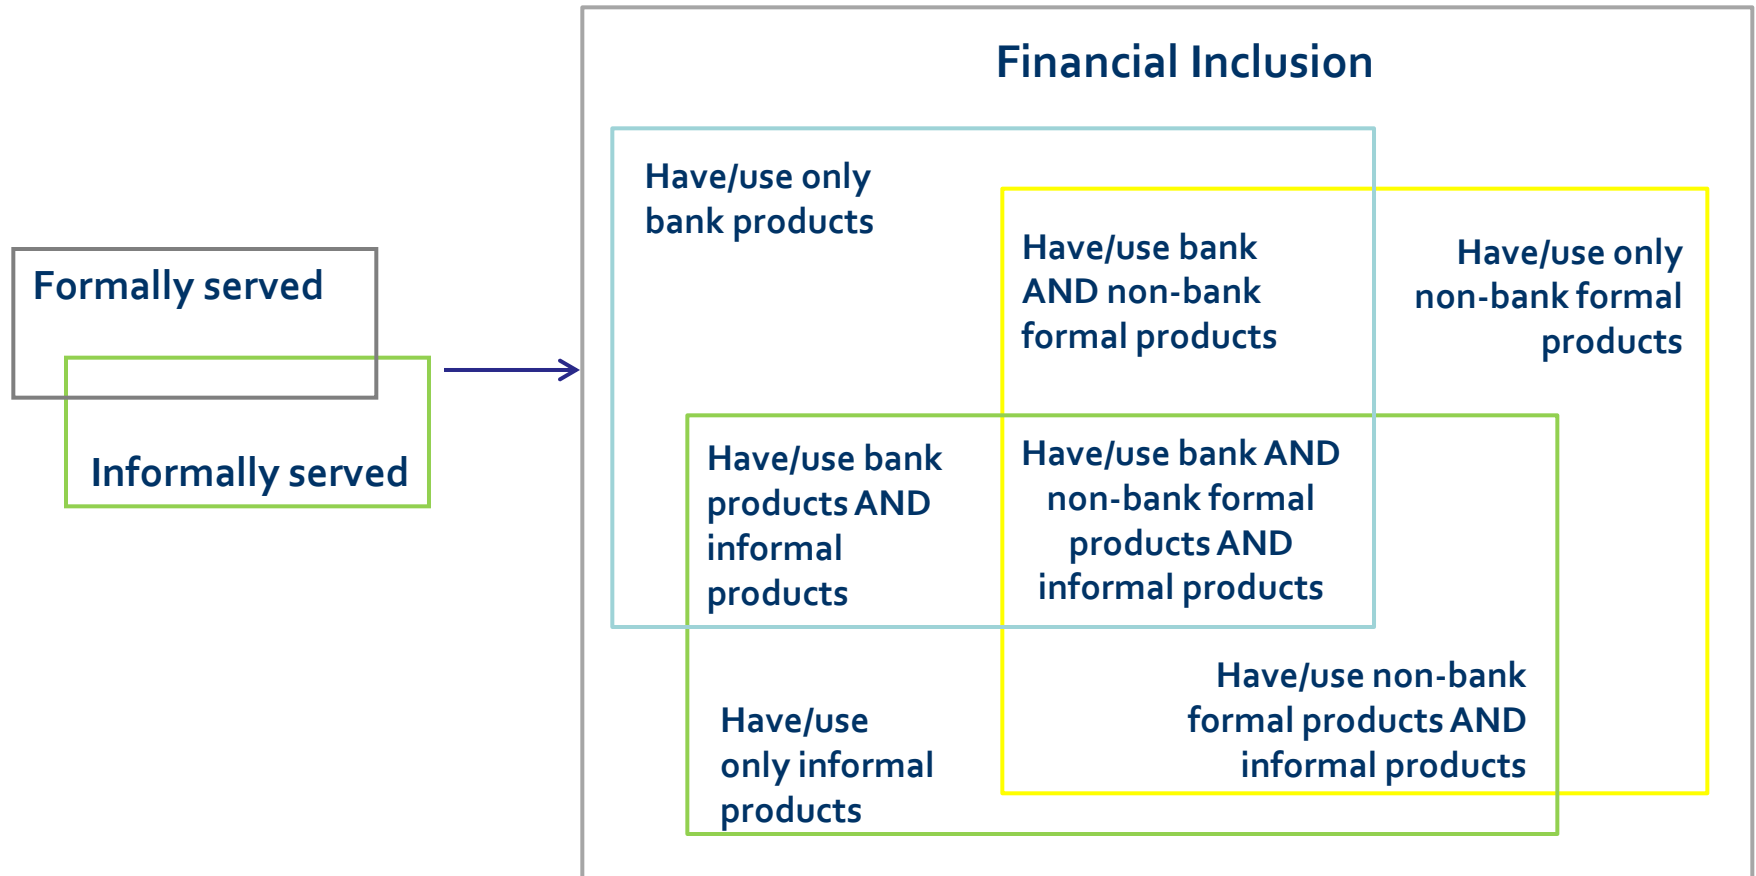 Financial Inclusion
Formally served
Informally served
Have/use only
bank products
Have/use bank
AND non-bank
formal products
Have/use only
non-bank formal
products
Have/use bank
products AND
informal
products
Have/use bank AND
non-bank formal
products AND
informal products
Have/use
only informal
products
Have/use non-bank
formal products AND
informal products